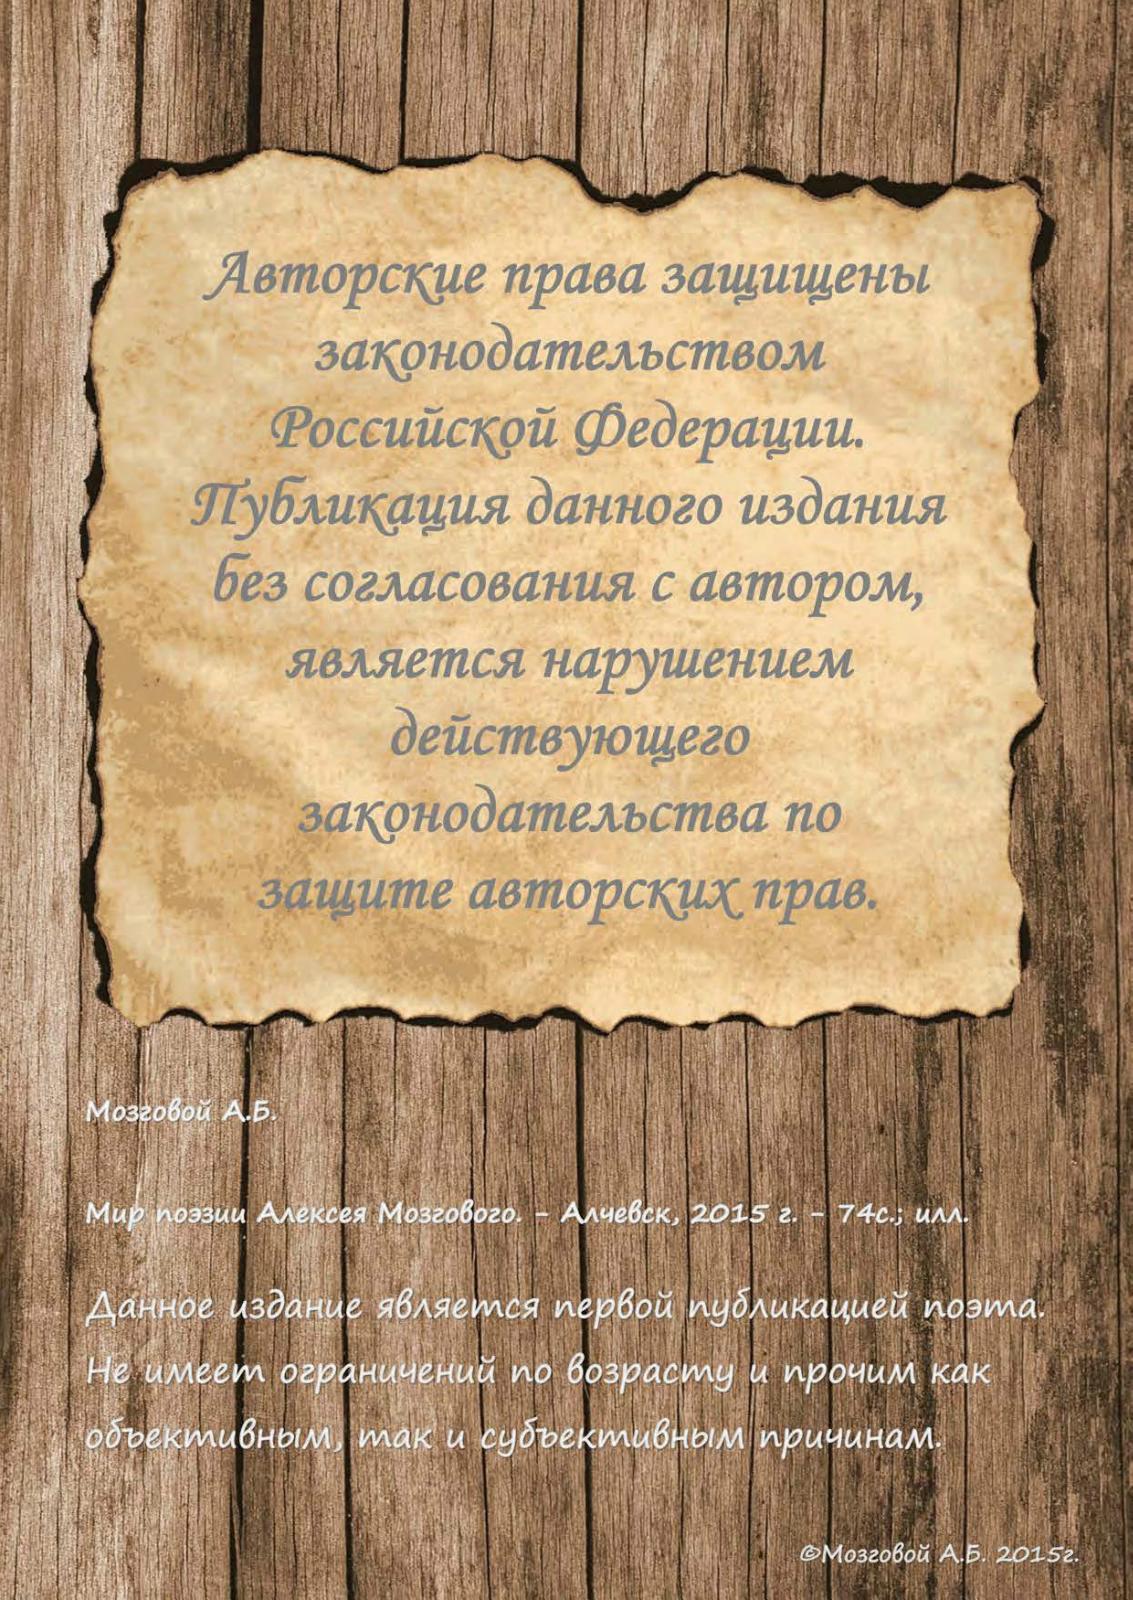 Авторские права защищены
законодательством
Российской Федерации.
Публикация данного издания
без согласования с автором,
является нарушением
действующего
законодательства по
защите авторских прав.
Мозговой А.Б.
Мир поэзии Алексея Мозгового. - Алчевск, 2015 г. - 74с.; илл.
Данное издание является первой публикацией поэта.
Не имеет ограничений по возрасту и прочим как
объективным, так и субъективным причинам.
©Мозговой А.Б. 2015г.